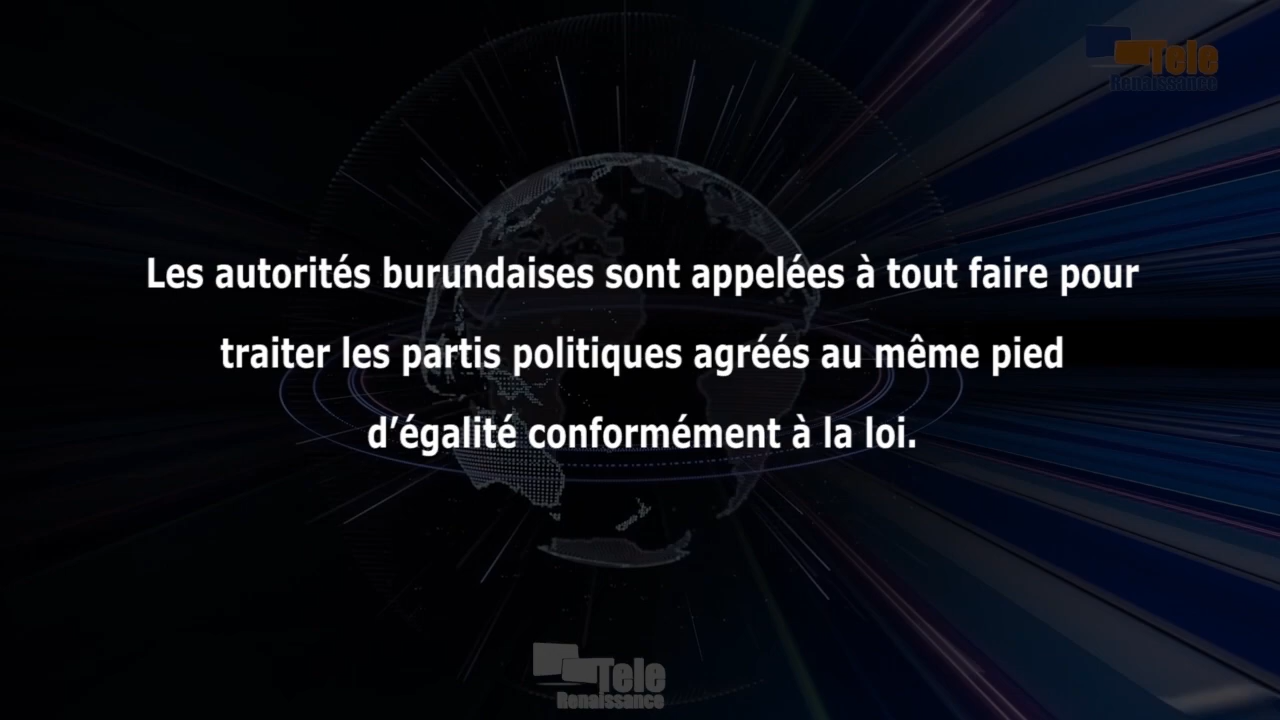 Tele
Renaissance
Les autorités burundaises sont appelées à tout faire pour
traiter les partis politiques agréés au même pied
d’égalité conformément à la loi.
Tele
Renaissance